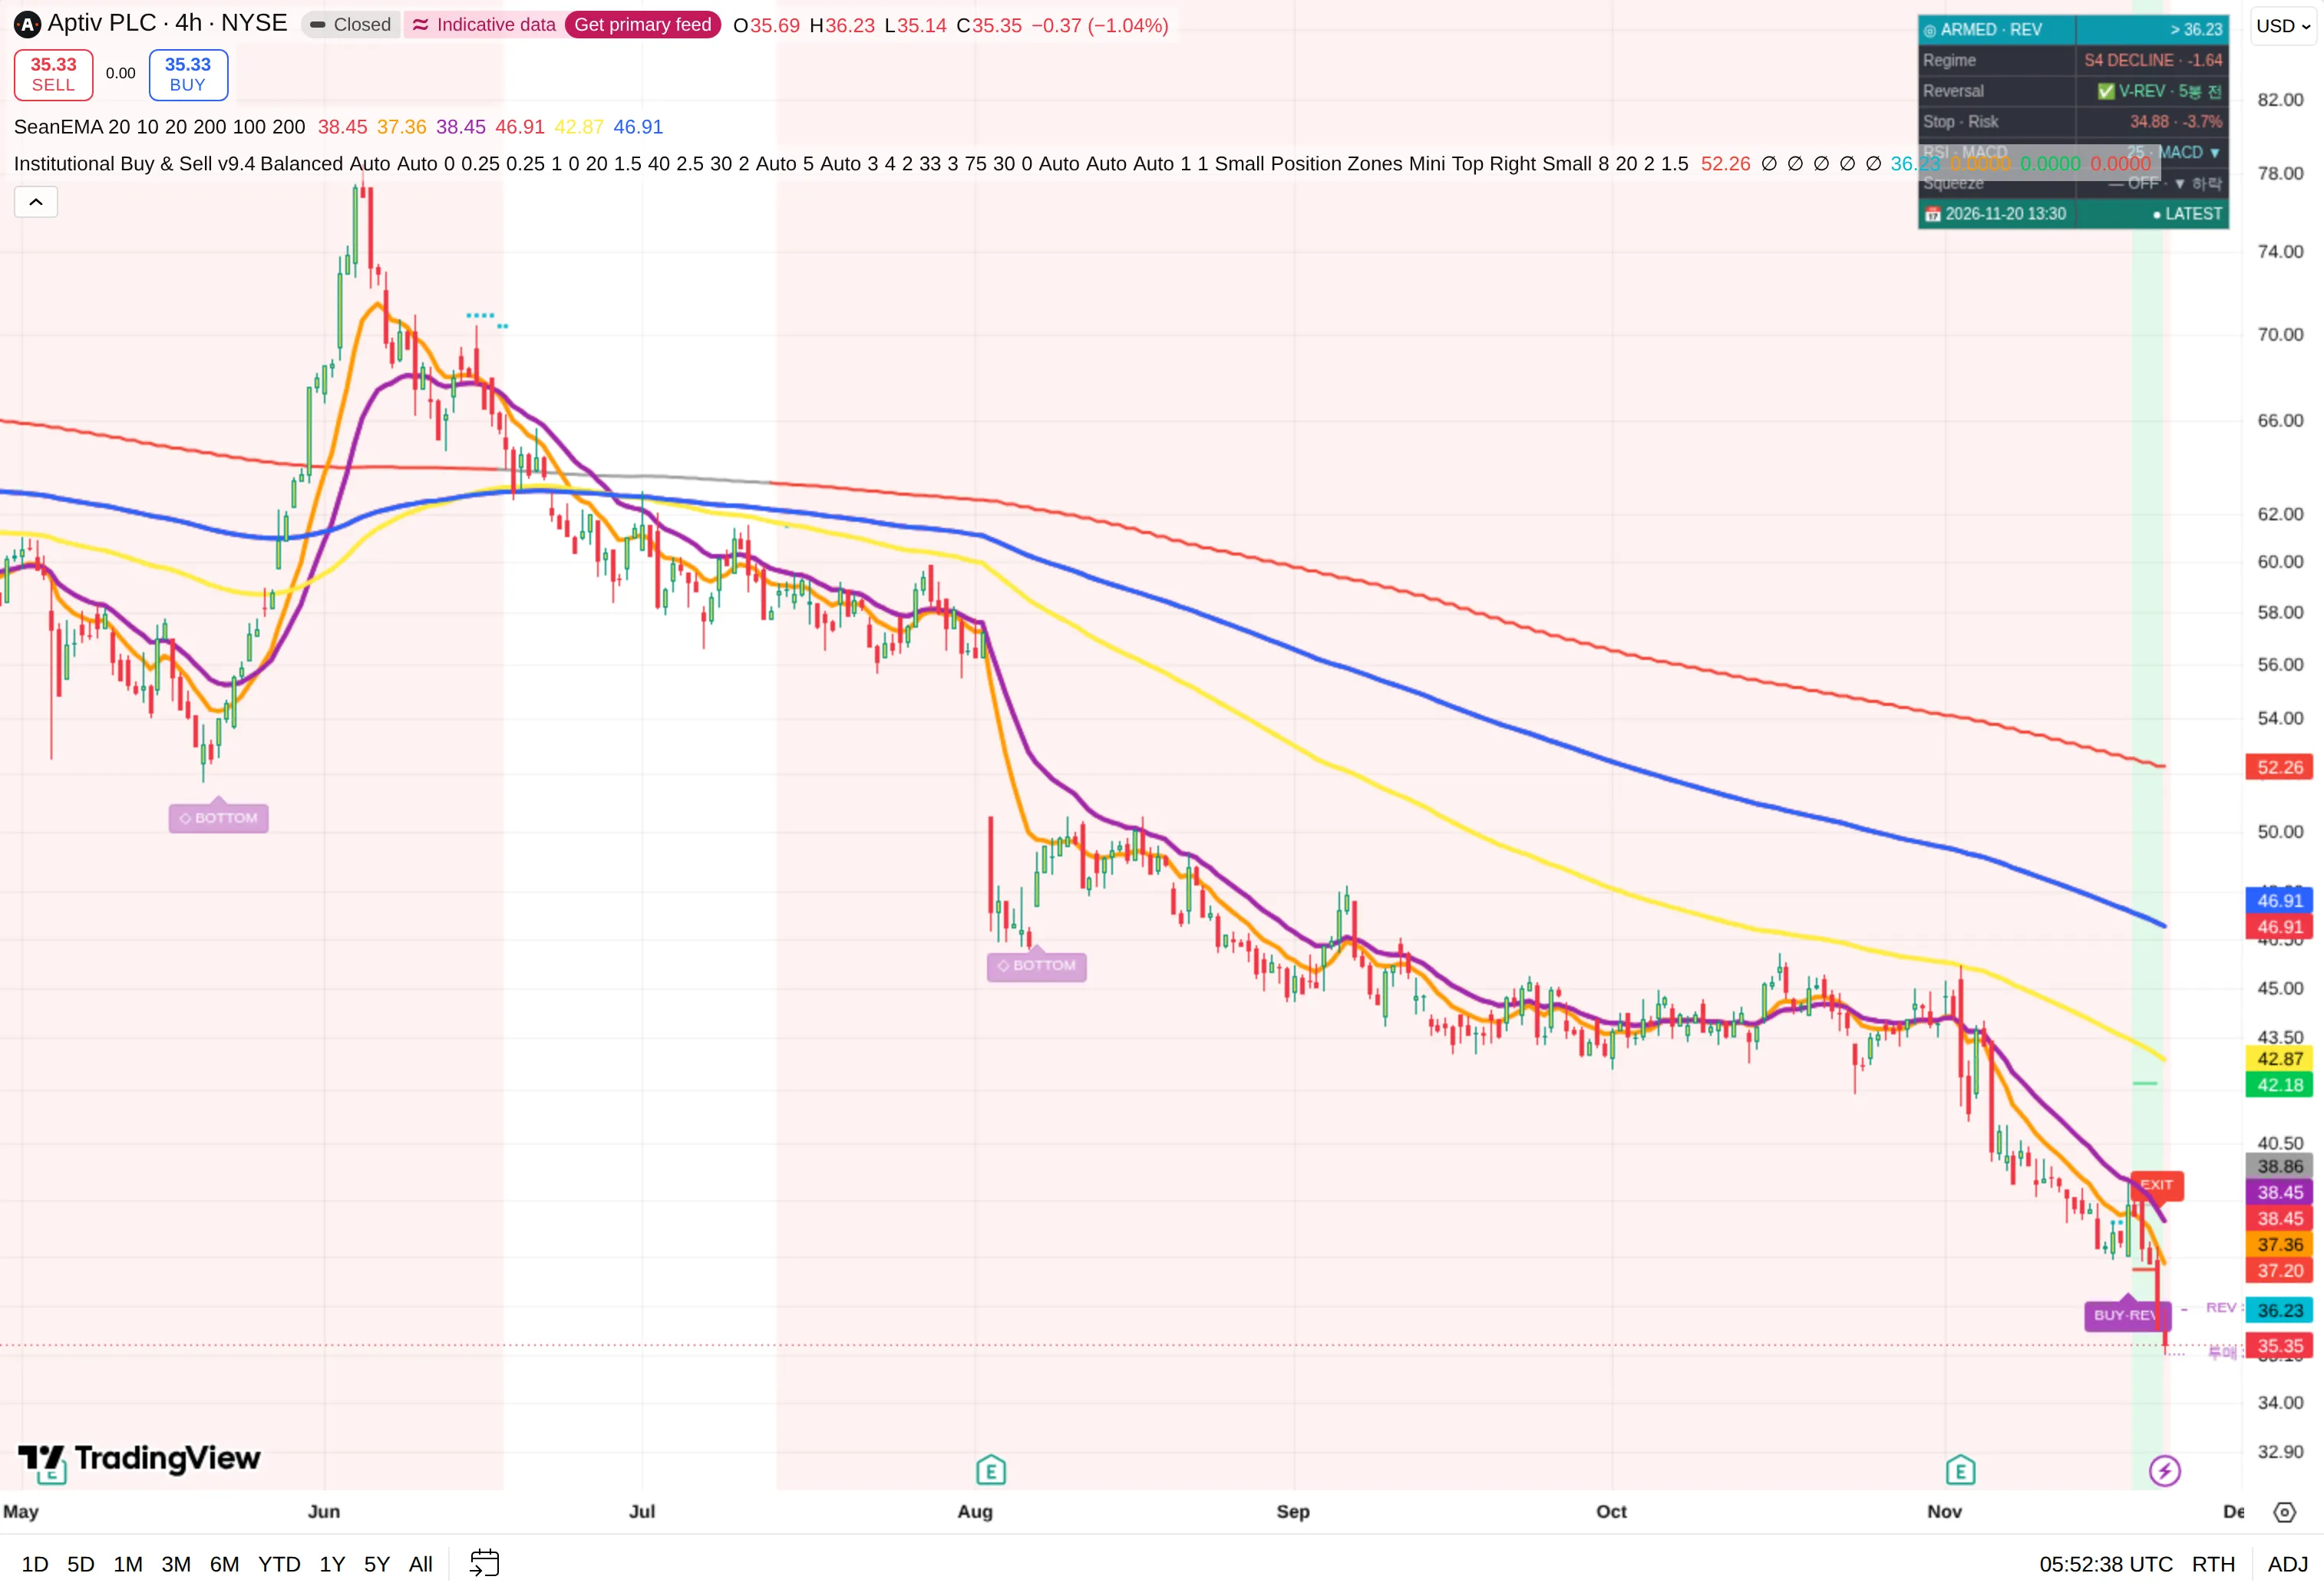 Aptiv PLC · 4h · NYSE Closed Indicative data Get primary feed O35.69 H36.23 L35.14 C35.35 −0.37 (−1.04%)
35.33 SELL 0.00 35.33 BUY
SeanEMA 20 10 20 200 100 200 38.45 37.36 38.45 46.91 42.87 46.91
Institutional Buy & Sell v9.4 Balanced Auto Auto 0 0.25 0.25 1 0 20 1.5 40 2.5 30 2 Auto 5 Auto 3 4 2 33 3 75 30 0 Auto Auto Auto 1 1 Small Position Zones Mini Top Right Small 8 20 2 1.5 52.26 ∅ ∅ ∅ ∅ ∅ 36.23 0.0000 0.0000 0.0000
ARMED · REV > 36.23
Regime S4 DECLINE · -1.64
Reversal ✅ V-REV · 5봉 전
Stop · Risk 34.88 · -3.7%
RSI · MACD 25 · MACD ▼
Squeeze — OFF · ▼ 하락
2026-11-20 13:30 ● LATEST
USD
82.00
78.00
74.00
70.00
66.00
62.00
60.00
58.00
56.00
54.00
52.26
50.00
46.91
46.91
45.00
43.50
42.87
42.18
40.50
38.86
38.45
38.45
37.36
37.20
36.23
35.35
34.00
32.90
◇ BOTTOM
◇ BOTTOM
EXIT
BUY-REV
REV
투매
TradingView
E
E
E
May Jun Jul Aug Sep Oct Nov
1D 5D 1M 3M 6M YTD 1Y 5Y All 05:52:38 UTC RTH ADJ